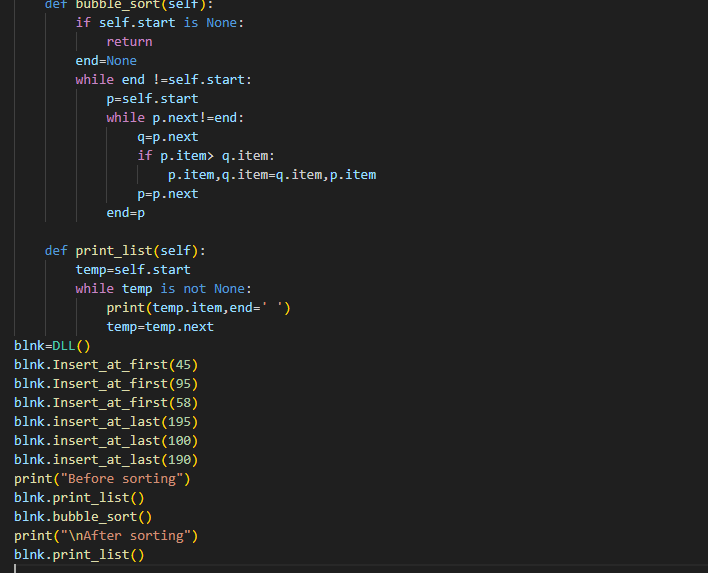 def bubble_sort(self):
        if self.start is None:
            return
        end=None
        while end !=self.start:
            p=self.start
            while p.next!=end:
                q=p.next
                if p.item> q.item:
                    p.item,q.item=q.item,p.item
                p=p.next
            end=p

    def print_list(self):
        temp=self.start
        while temp is not None:
            print(temp.item,end=' ')
            temp=temp.next
blnk=DLL()
blnk.Insert_at_first(45)
blnk.Insert_at_first(95)
blnk.Insert_at_first(58)
blnk.insert_at_last(195)
blnk.insert_at_last(100)
blnk.insert_at_last(190)
print("Before sorting")
blnk.print_list()
blnk.bubble_sort()
print("\nAfter sorting")
blnk.print_list()